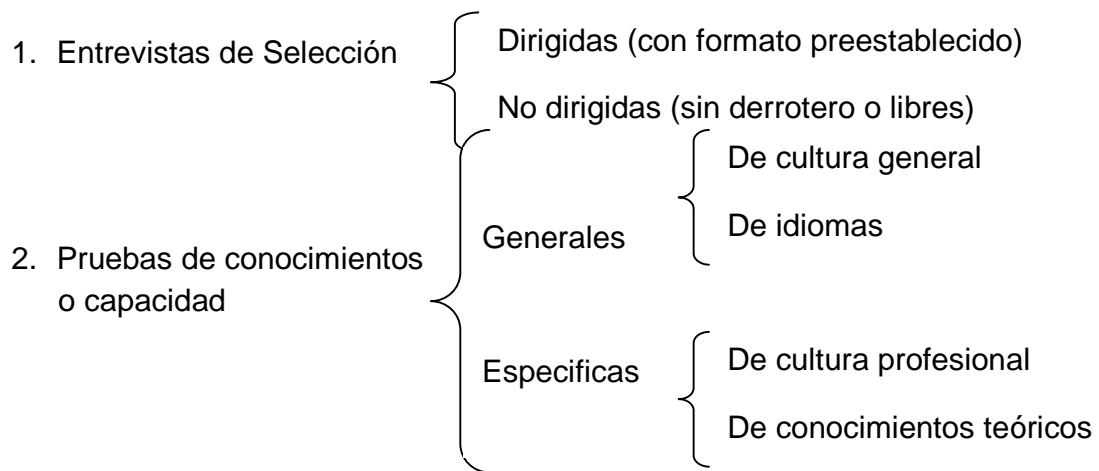 1. Entrevistas de Selección
Dirigidas (con formato preestablecido)
No dirigidas (sin derrotero o libres)
2. Pruebas de conocimientos
o capacidad
Generales
De cultura general
De idiomas
Especificas
De cultura profesional
De conocimientos teóricos